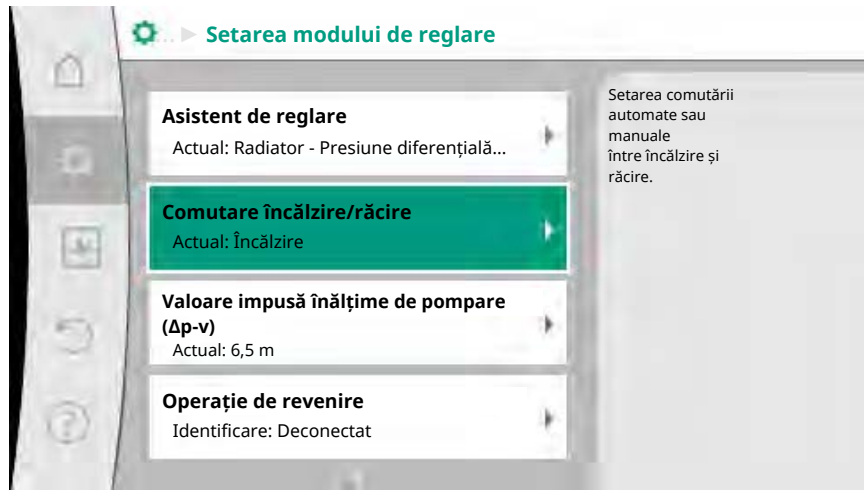 Setarea modului de reglare
Asistent de reglare
Actual: Radiator - Presiune diferențială...
Comutare încălzire/răcire
Actual: Încălzire
Valoare impusă înălțime de pompare
(Δp-v)
Actual: 6,5 m
Operație de revenire
Identificare: Deconectat
Setarea comutării
automate sau
manuale
între încălzire și
răcire.